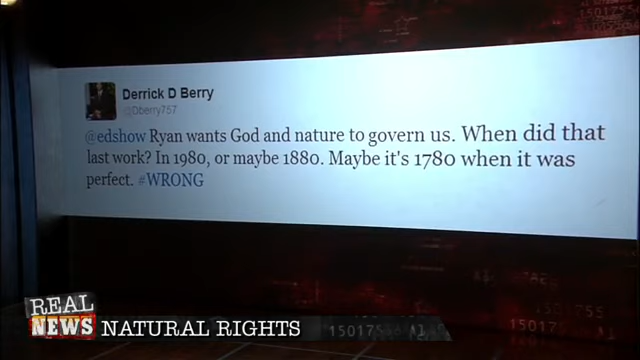 Derrick D Berry
@Dberry757
@edshow Ryan wants God and nature to govern us. When did that
last work? In 1980, or maybe 1880. Maybe it's 1780 when it was
perfect. #WRONG
REAL
NEWS NATURAL RIGHTS